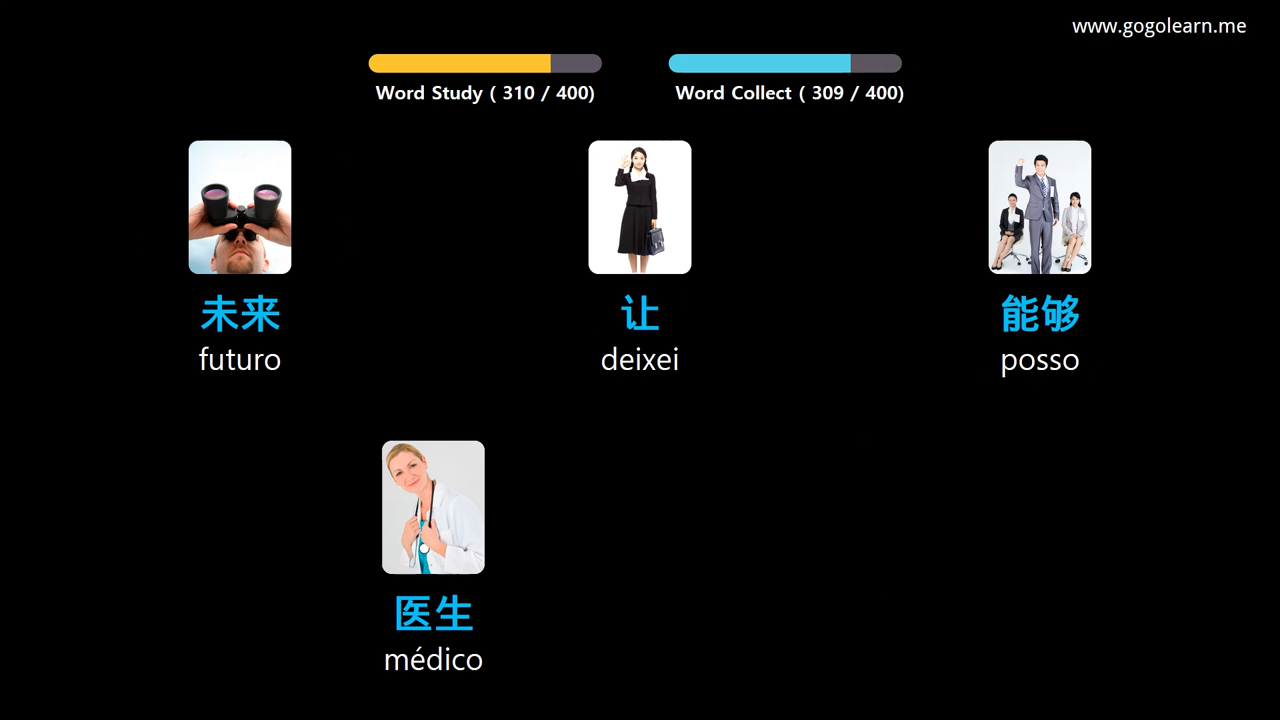 www.gogolearn.me
Word Study ( 310 / 400)
Word Collect ( 309 / 400)
未来
futuro
让
deixei
能够
posso
医生
médico